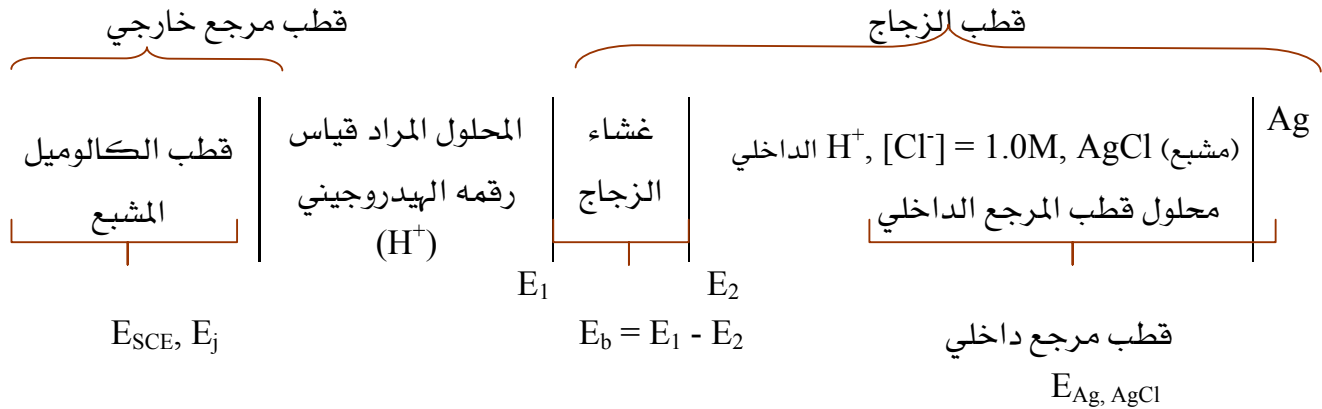 قطب مرجع خارجي
قطب الزجاج
قطب الكالوميل
المشبع
المحلول المراد قياس
رقمه الهيدروجيني
(H⁺)
غشاء
الزجاج
الداخلي H⁺, [Cl⁻] = 1.0M, AgCl (مشبع)
محلول قطب المرجع الداخلي
Ag
E₁
E₂
E_SCE, E_j
E_b = E₁ - E₂
قطب مرجع داخلي
E_Ag, AgCl